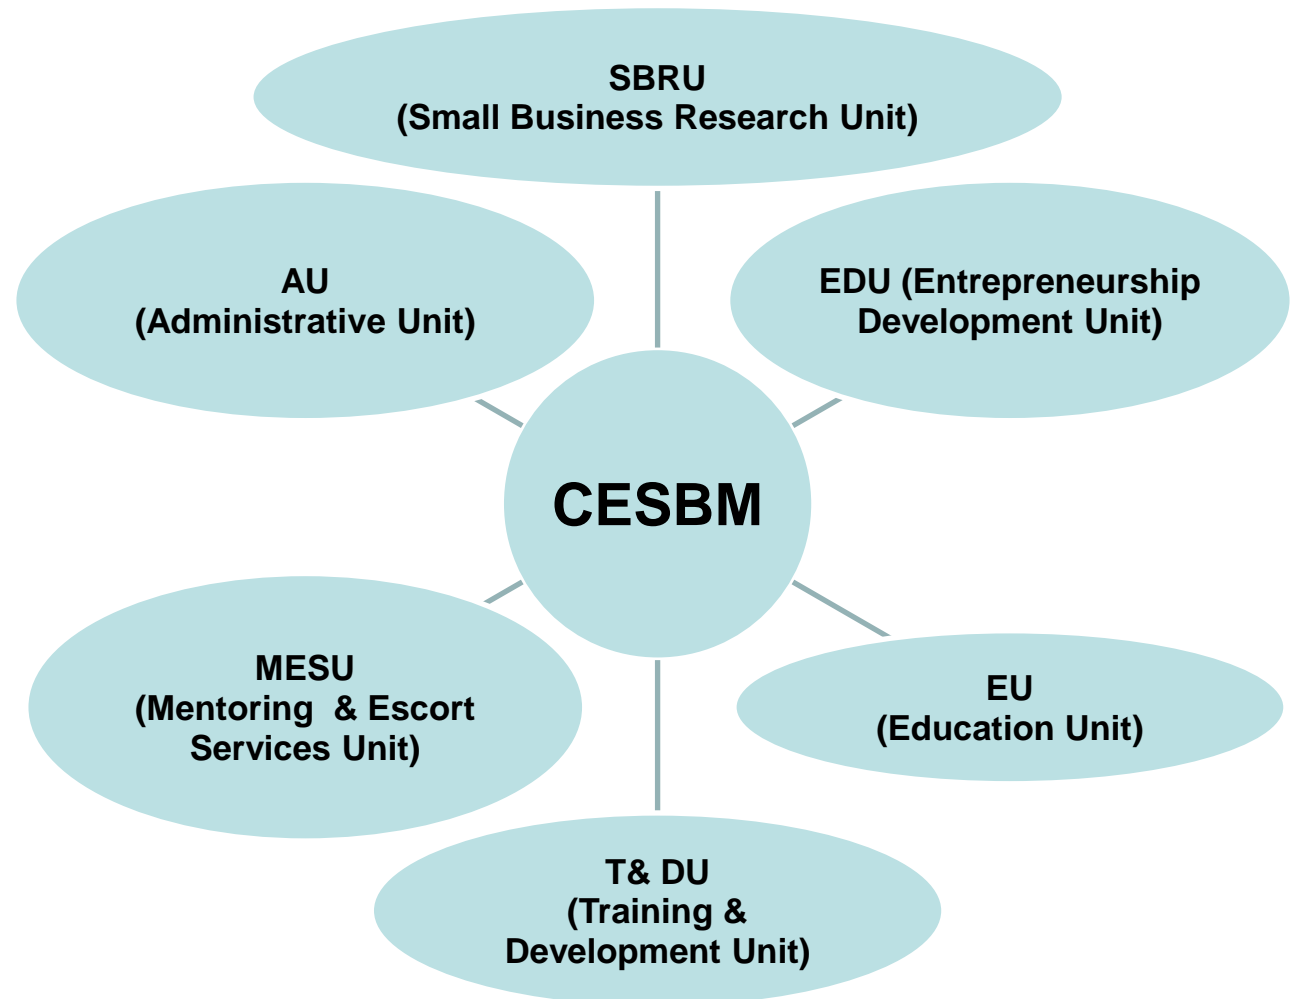 SBRU
(Small Business Research Unit)
AU
(Administrative Unit)
EDU (Entrepreneurship
Development Unit)
CESBM
MESU
(Mentoring  & Escort
Services Unit)
EU
(Education Unit)
T& DU
(Training &
Development Unit)